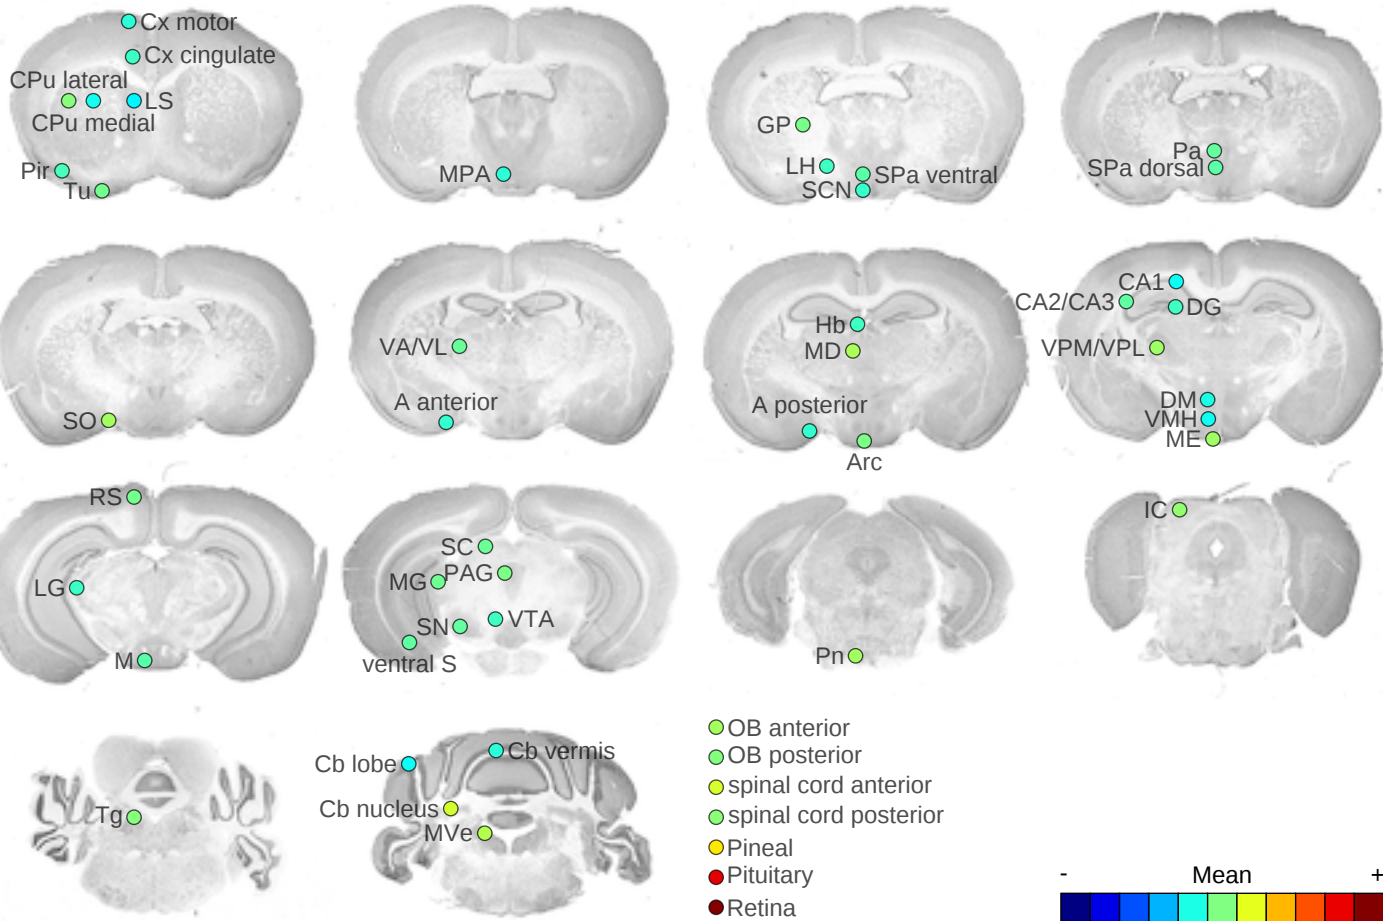 Cx motor
Cx cingulate
CPu lateral
LS
CPu medial
Pir
Tu
MPA
GP
LH
SPa ventral
SCN
Pa
SPa dorsal
SO
VA/VL
A anterior
Hb
MD
A posterior
Arc
CA1
CA2/CA3
DG
VPM/VPL
DM
VMH
ME
RS
LG
M
SC
MG
PAG
SN
VTA
ventral S
Pn
IC
Tg
Cb lobe
Cb vermis
Cb nucleus
MVe
OB anterior
OB posterior
spinal cord anterior
spinal cord posterior
Pineal
Pituitary
Retina
- Mean +